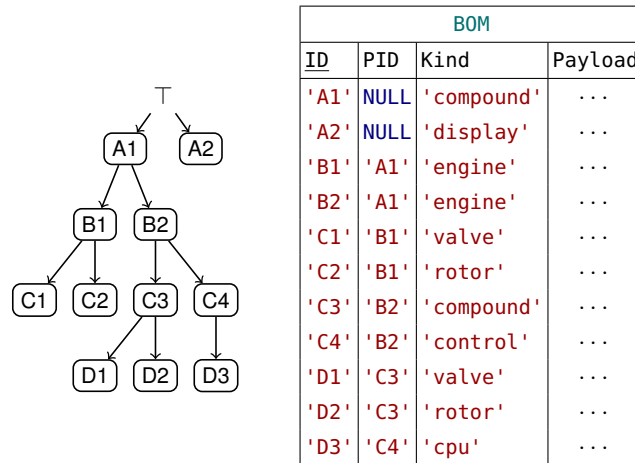 ⊤
A1 A2
B1 B2
C1 C2 C3 C4
D1 D2 D3
BOM
ID PID Kind Payload
'A1' NULL 'compound' ···
'A2' NULL 'display' ···
'B1' 'A1' 'engine' ···
'B2' 'A1' 'engine' ···
'C1' 'B1' 'valve' ···
'C2' 'B1' 'rotor' ···
'C3' 'B2' 'compound' ···
'C4' 'B2' 'control' ···
'D1' 'C3' 'valve' ···
'D2' 'C3' 'rotor' ···
'D3' 'C4' 'cpu' ···